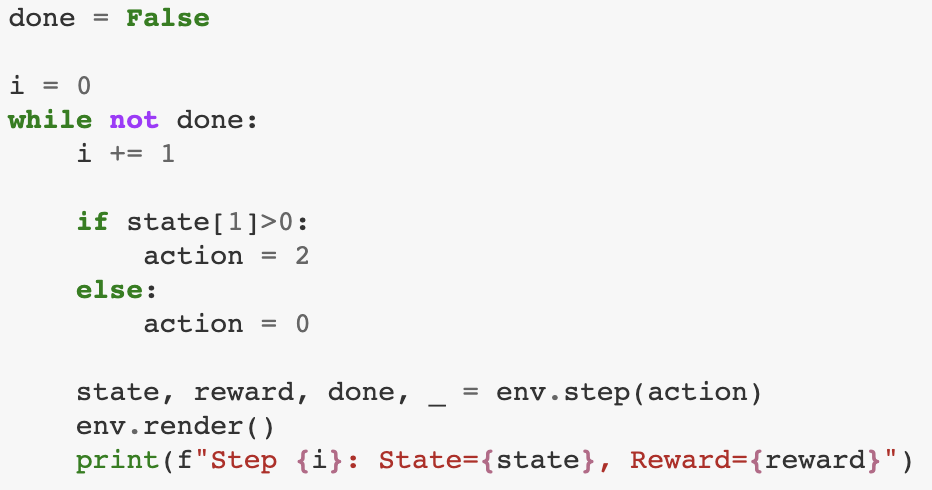 done = False
i = 0
while not done:
    i += 1
    if state[1]>0:
        action = 2
    else:
        action = 0
    state, reward, done, _ = env.step(action)
    env.render()
    print(f"Step {i}: State={state}, Reward={reward}")